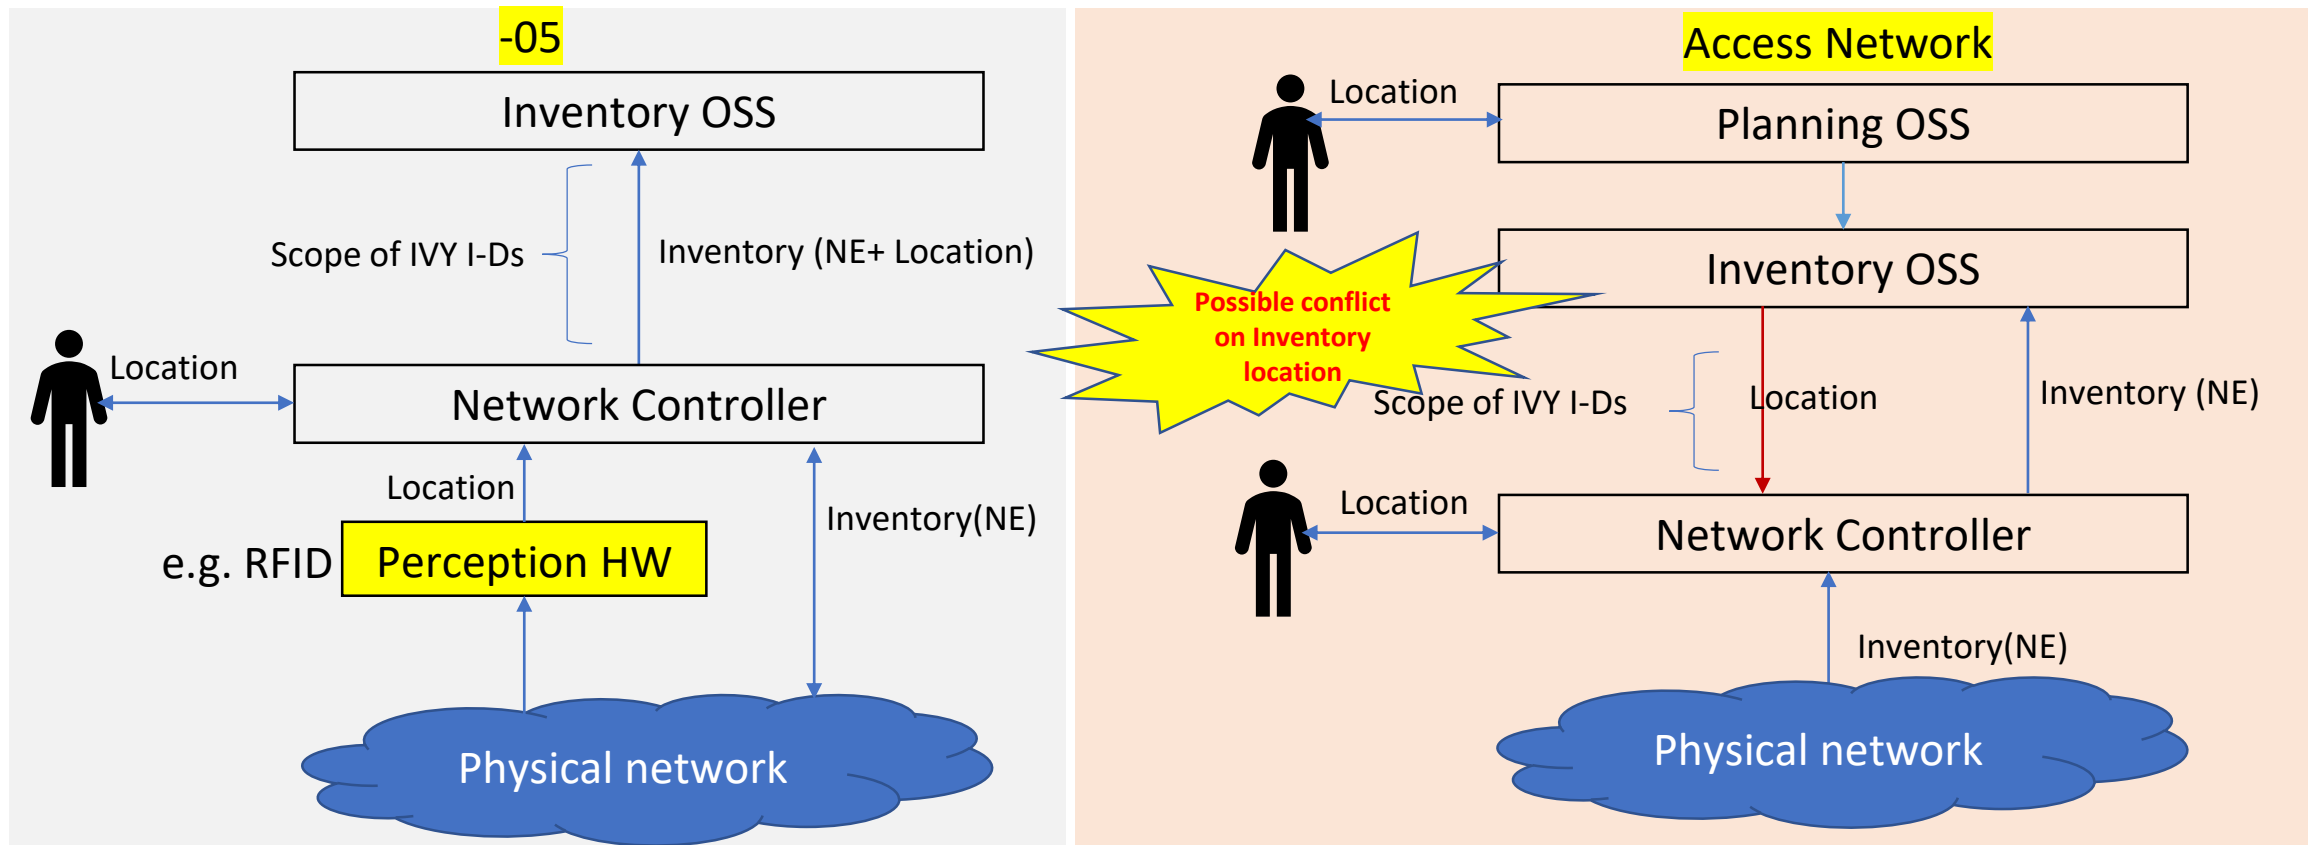 -05
Inventory OSS
Scope of IVY I-Ds
Inventory (NE+ Location)
Location
Network Controller
Location
Inventory(NE)
e.g. RFID
Perception HW
Physical network
Access Network
Location
Planning OSS
Inventory OSS
Possible conflict
on Inventory
location
Scope of IVY I-Ds
Location
Inventory (NE)
Location
Network Controller
Inventory(NE)
Physical network